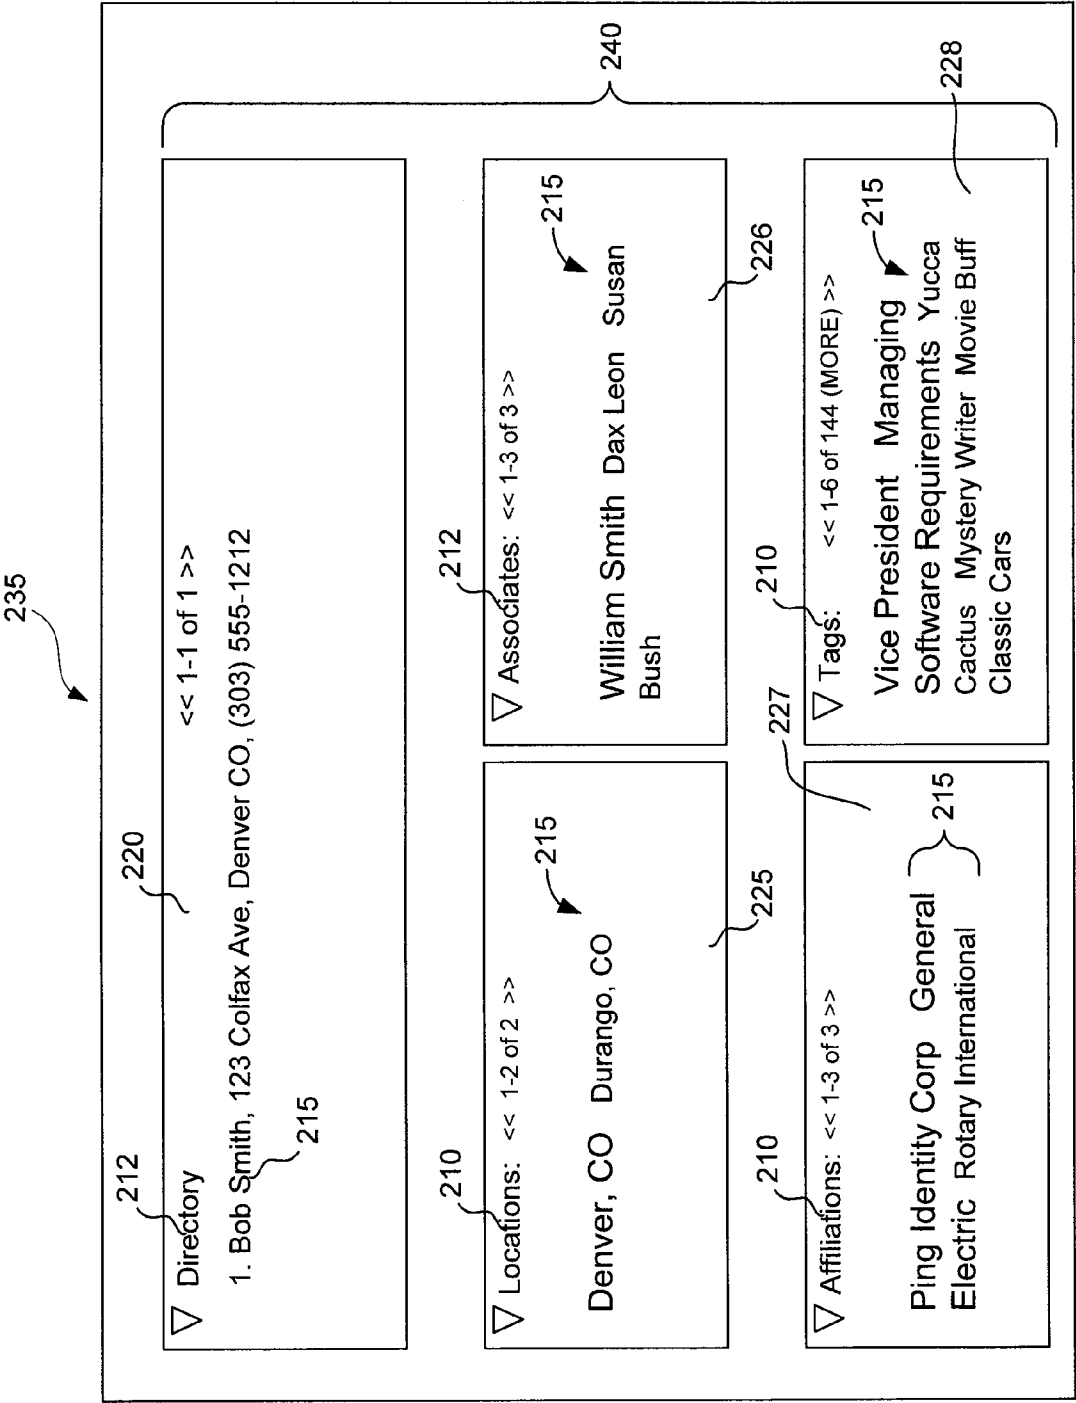 235
220
212
▽ Directory << 1-1 of 1 >>
1. Bob Smith, 123 Colfax Ave, Denver CO, (303) 555-1212
215
240
210
▽ Locations: << 1-2 of 2 >>
215
Denver, CO Durango, CO
225
212
▽ Associates: << 1-3 of 3 >>
215
William Smith Dax Leon Susan
Bush
226
210
▽ Affiliations: << 1-3 of 3 >>
227
Ping Identity Corp General
Electric Rotary International
215
210
▽ Tags: << 1-6 of 144 (MORE) >>
215
Vice President Managing
Software Requirements Yucca
Cactus Mystery Writer Movie Buff
Classic Cars
228